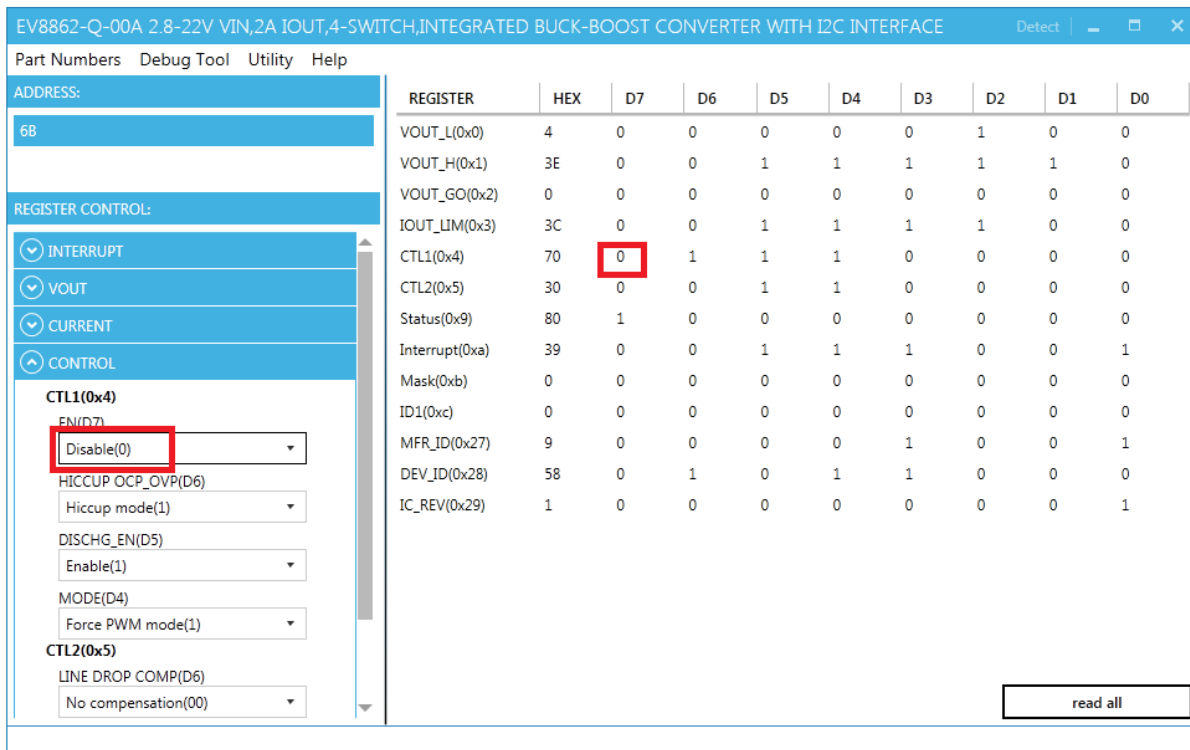 EV8862-Q-00A 2.8-22V VIN,2A IOUT,4-SWITCH,INTEGRATED BUCK-BOOST CONVERTER WITH I2C INTERFACE Detect
Part Numbers Debug Tool Utility Help
ADDRESS:
6B
REGISTER CONTROL:
INTERRUPT
VOUT
CURRENT
CONTROL
CTL1(0x4)
EN(D7)
Disable(0)
HICCUP OCP_OVP(D6)
Hiccup mode(1)
DISCHG_EN(D5)
Enable(1)
MODE(D4)
Force PWM mode(1)
CTL2(0x5)
LINE DROP COMP(D6)
No compensation(00)
REGISTER HEX D7 D6 D5 D4 D3 D2 D1 D0
VOUT_L(0x0) 4 0 0 0 0 0 1 0 0
VOUT_H(0x1) 3E 0 0 1 1 1 1 1 0
VOUT_GO(0x2) 0 0 0 0 0 0 0 0 0
IOUT_LIM(0x3) 3C 0 0 1 1 1 1 0 0
CTL1(0x4) 70 0 1 1 1 0 0 0 0
CTL2(0x5) 30 0 0 1 1 0 0 0 0
Status(0x9) 80 1 0 0 0 0 0 0 0
Interrupt(0xa) 39 0 0 1 1 1 0 0 1
Mask(0xb) 0 0 0 0 0 0 0 0 0
ID1(0xc) 0 0 0 0 0 0 0 0 0
MFR_ID(0x27) 9 0 0 0 0 1 0 0 1
DEV_ID(0x28) 58 0 1 0 1 1 0 0 0
IC_REV(0x29) 1 0 0 0 0 0 0 0 1
read all